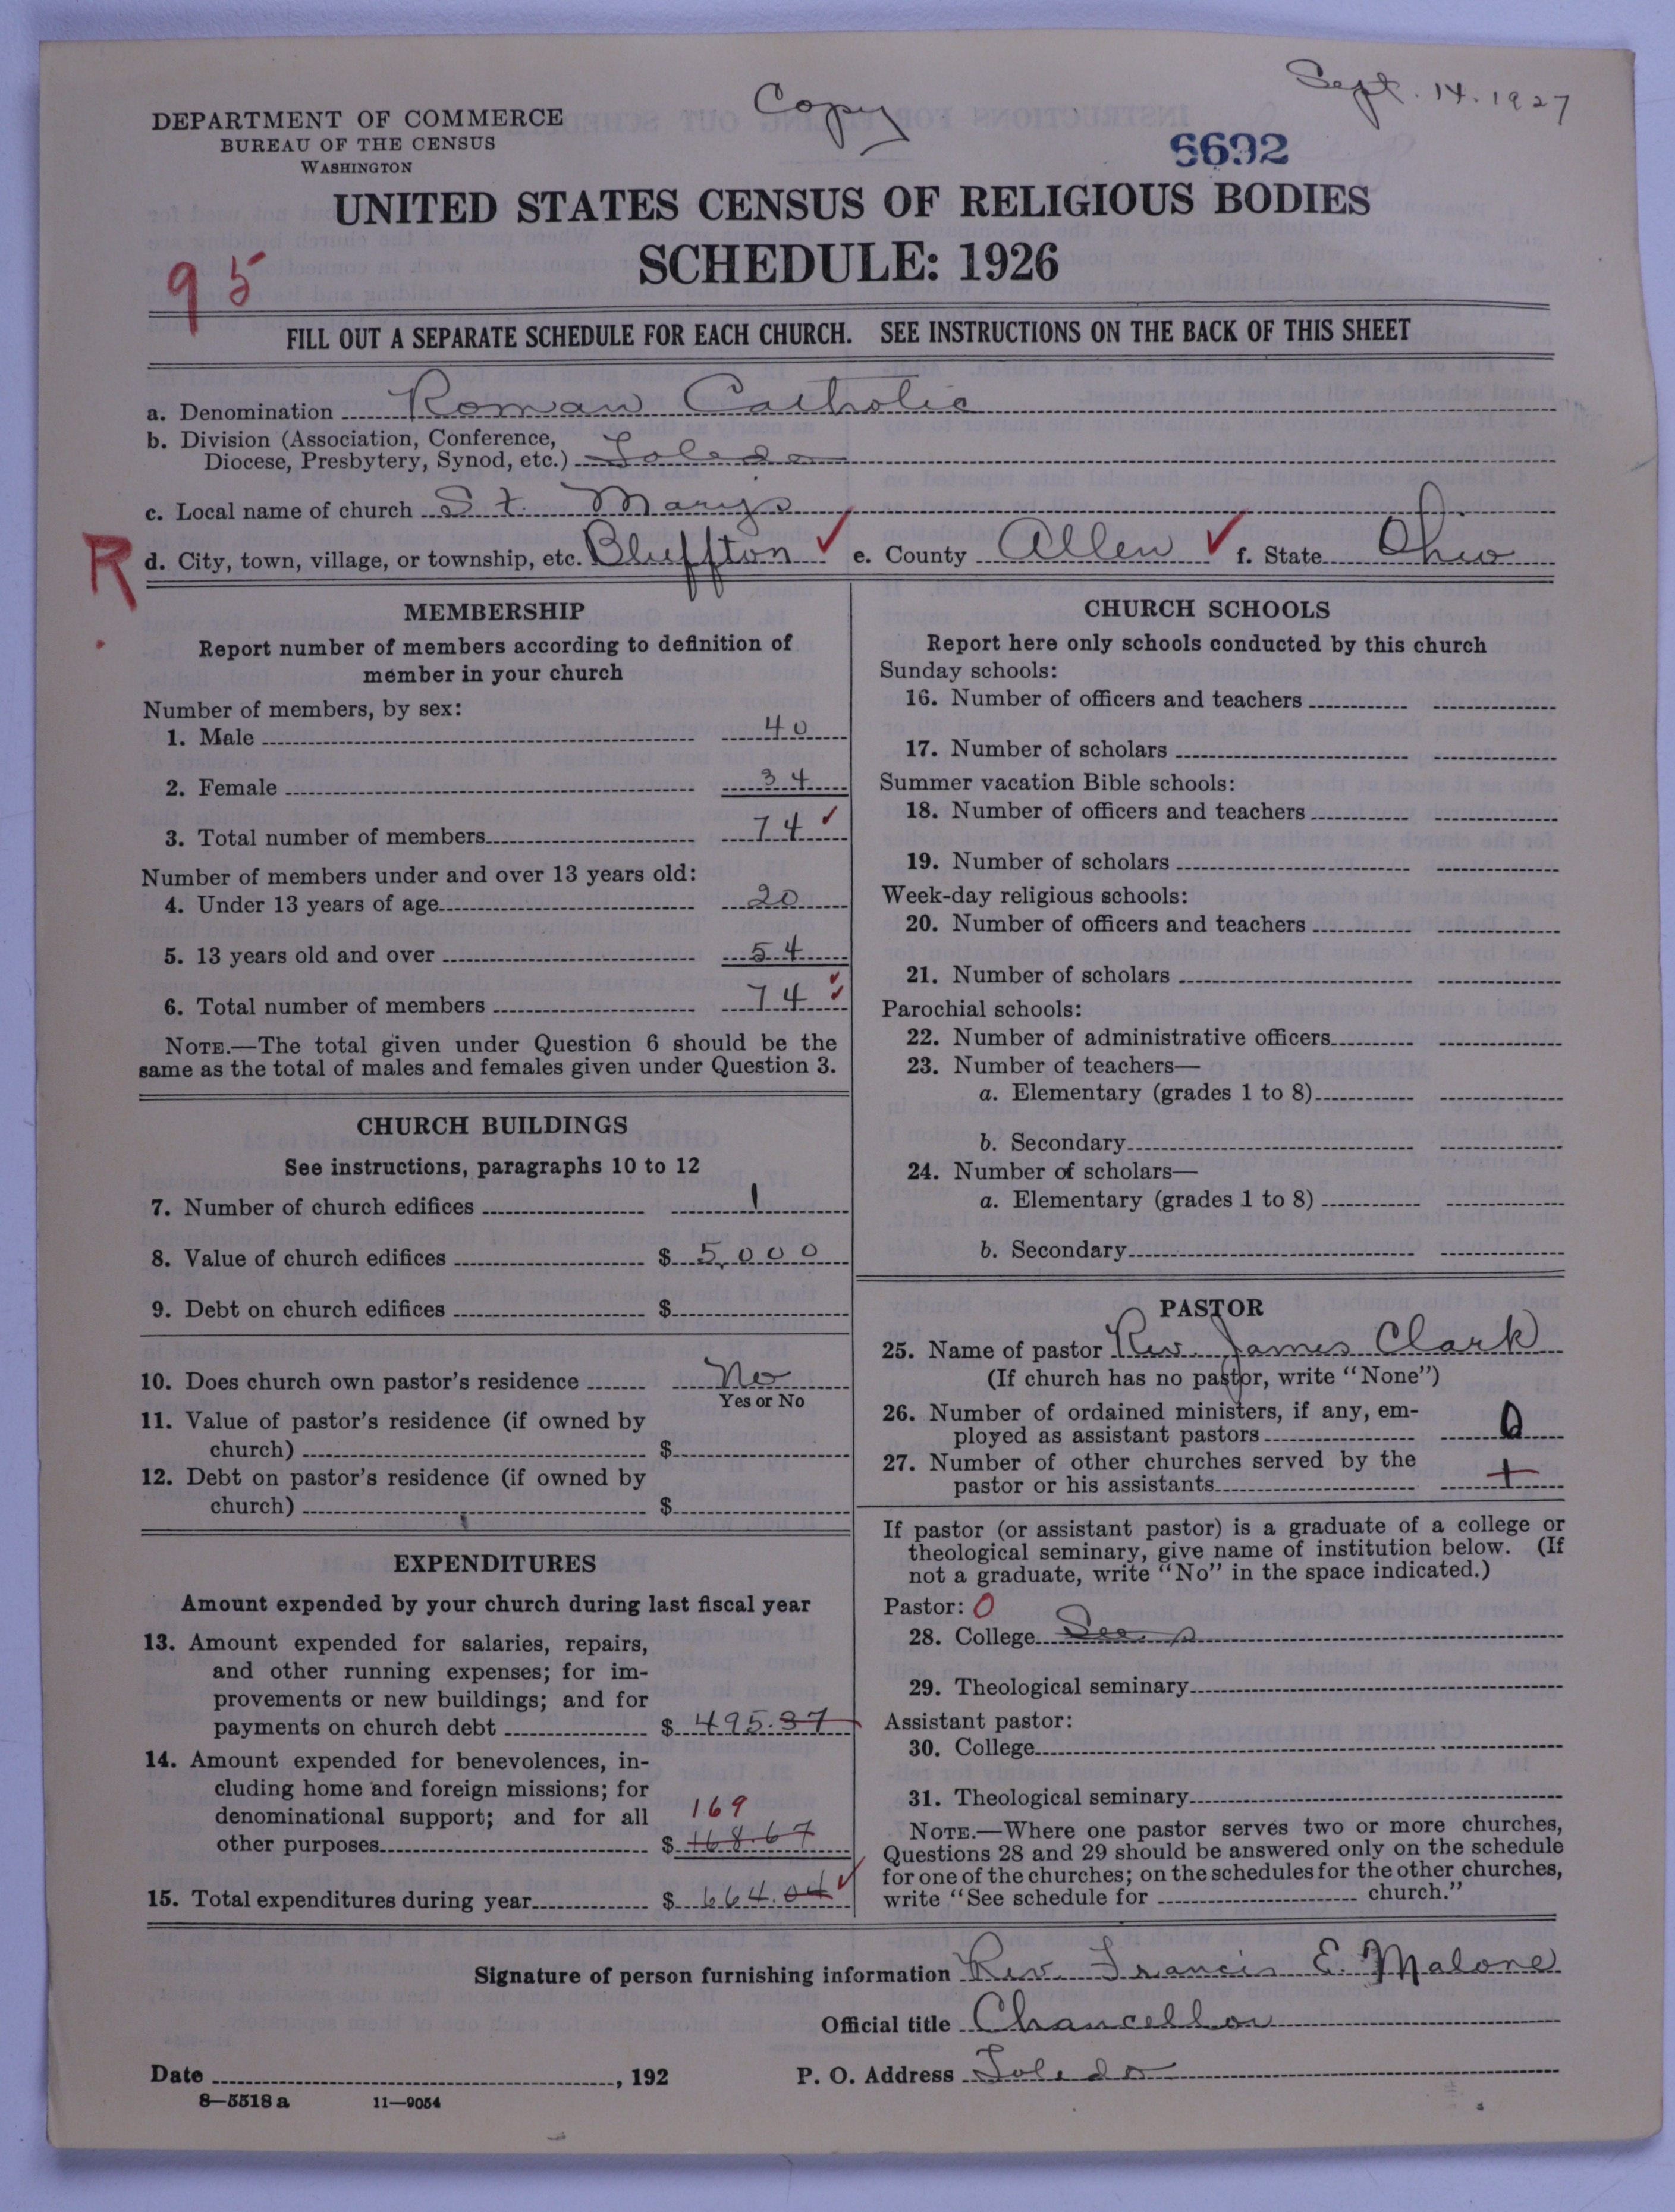 Copy
Sept. 14. 1927
DEPARTMENT OF COMMERCE
BUREAU OF THE CENSUS
WASHINGTON
6692
UNITED STATES CENSUS OF RELIGIOUS BODIES
SCHEDULE: 1926
95
FILL OUT A SEPARATE SCHEDULE FOR EACH CHURCH. SEE INSTRUCTIONS ON THE BACK OF THIS SHEET
a. Denomination Roman Catholic
b. Division (Association, Conference,
Diocese, Presbytery, Synod, etc.) Toledo
c. Local name of church St. Mary's
R d. City, town, village, or township, etc. Bluffton ✓ e. County Allen ✓ f. State Ohio
MEMBERSHIP
Report number of members according to definition of
member in your church
Number of members, by sex:
1. Male 40
2. Female 34
3. Total number of members 74 ✓
Number of members under and over 13 years old:
4. Under 13 years of age 20
5. 13 years old and over 54
6. Total number of members 74 ✓✓
NOTE.—The total given under Question 6 should be the
same as the total of males and females given under Question 3.
CHURCH BUILDINGS
See instructions, paragraphs 10 to 12
7. Number of church edifices 1
8. Value of church edifices $ 5,000
9. Debt on church edifices $
10. Does church own pastor's residence No
Yes or No
11. Value of pastor's residence (if owned by
church) $
12. Debt on pastor's residence (if owned by
church) $
EXPENDITURES
Amount expended by your church during last fiscal year
13. Amount expended for salaries, repairs,
and other running expenses; for im-
provements or new buildings; and for
payments on church debt $ 495.37
14. Amount expended for benevolences, in-
cluding home and foreign missions; for
denominational support; and for all 169
other purposes $ 168.67
15. Total expenditures during year $ 664.04 ✓
CHURCH SCHOOLS
Report here only schools conducted by this church
Sunday schools:
16. Number of officers and teachers
17. Number of scholars
Summer vacation Bible schools:
18. Number of officers and teachers
19. Number of scholars
Week-day religious schools:
20. Number of officers and teachers
21. Number of scholars
Parochial schools:
22. Number of administrative officers
23. Number of teachers—
a. Elementary (grades 1 to 8)
b. Secondary
24. Number of scholars—
a. Elementary (grades 1 to 8)
b. Secondary
PASTOR
25. Name of pastor Rev. James Clark
(If church has no pastor, write "None")
26. Number of ordained ministers, if any, em-
ployed as assistant pastors 0
27. Number of other churches served by the
pastor or his assistants
If pastor (or assistant pastor) is a graduate of a college or
theological seminary, give name of institution below. (If
not a graduate, write "No" in the space indicated.)
Pastor: 0
28. College
29. Theological seminary
Assistant pastor:
30. College
31. Theological seminary
NOTE.—Where one pastor serves two or more churches,
Questions 28 and 29 should be answered only on the schedule
for one of the churches; on the schedules for the other churches,
write "See schedule for church."
Signature of person furnishing information Rev. Francis E. Malone
Official title Chancellor
Date , 192 P. O. Address Toledo
8—5518 a 11—9054